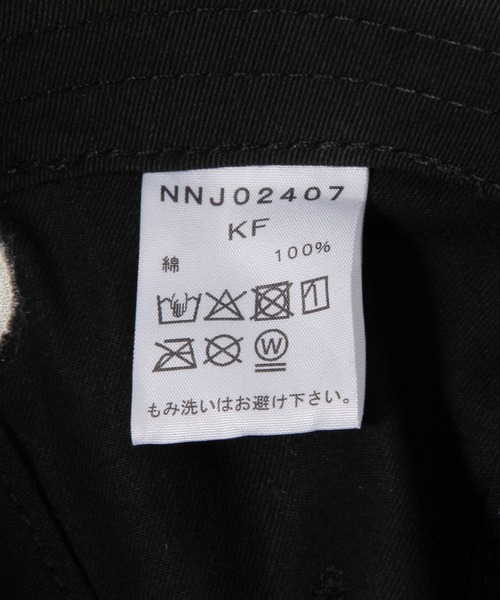 NNJ02407
KF
綿 100%
W
もみ洗いはお避け下さい。